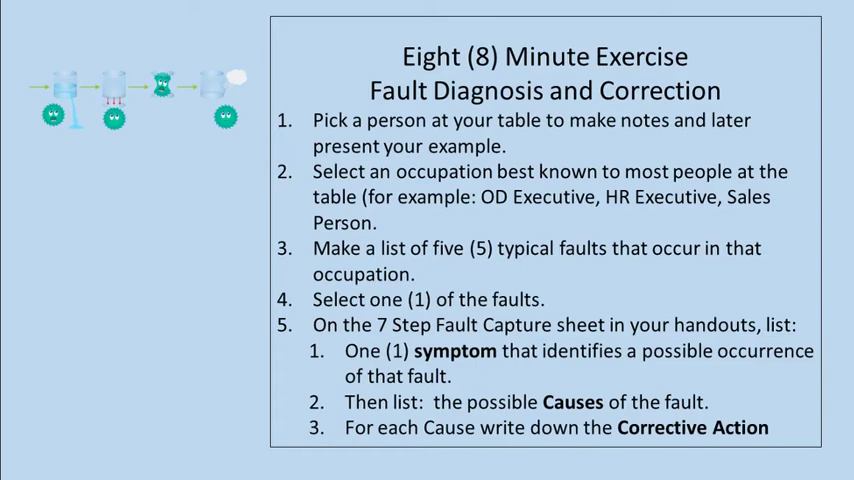 Eight (8) Minute Exercise
Fault Diagnosis and Correction
1. Pick a person at your table to make notes and later
present your example.
2. Select an occupation best known to most people at the
table (for example: OD Executive, HR Executive, Sales
Person.
3. Make a list of five (5) typical faults that occur in that
occupation.
4. Select one (1) of the faults.
5. On the 7 Step Fault Capture sheet in your handouts, list:
1. One (1) symptom that identifies a possible occurrence
of that fault.
2. Then list: the possible Causes of the fault.
3. For each Cause write down the Corrective Action